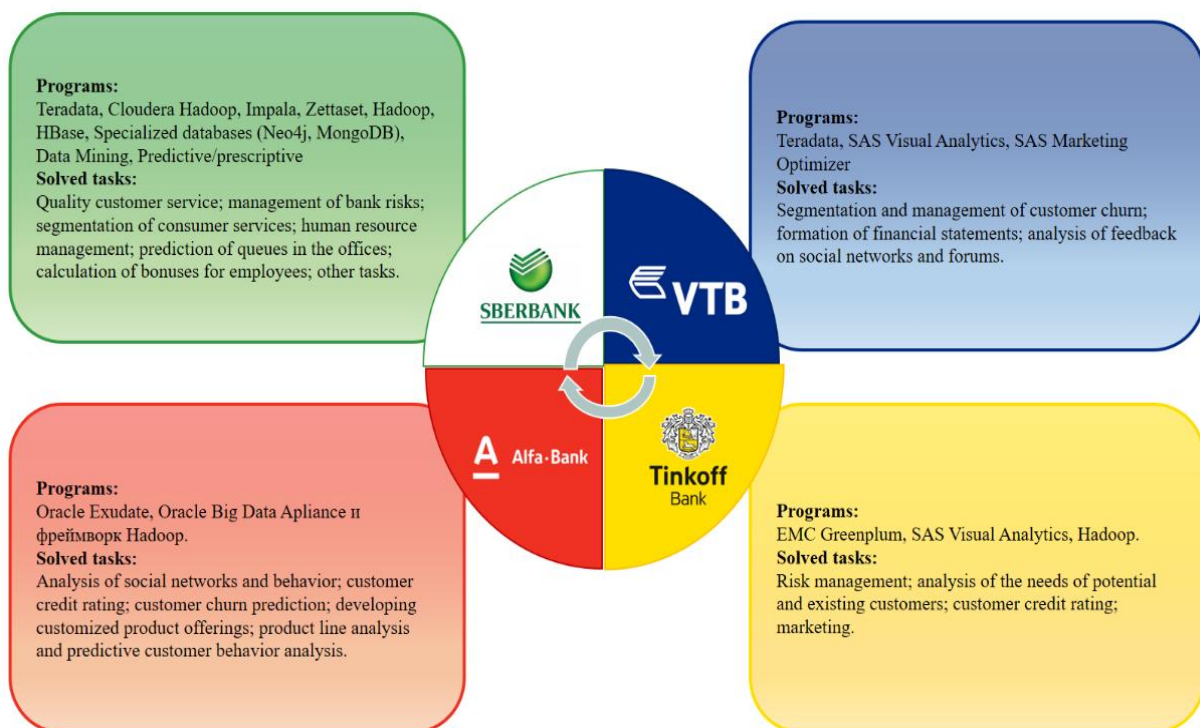 Programs:
Teradata, Cloudera Hadoop, Impala, Zettaset, Hadoop,
HBase, Specialized databases (Neo4j, MongoDB),
Data Mining, Predictive/prescriptive
Solved tasks:
Quality customer service; management of bank risks;
segmentation of consumer services; human resource
management; prediction of queues in the offices;
calculation of bonuses for employees; other tasks.
SBERBANK
VTB
Programs:
Teradata, SAS Visual Analytics, SAS Marketing
Optimizer
Solved tasks:
Segmentation and management of customer churn;
formation of financial statements; analysis of feedback
on social networks and forums.
Programs:
Oracle Exudate, Oracle Big Data Apliance и
фреймворк Hadoop.
Solved tasks:
Analysis of social networks and behavior; customer
credit rating; customer churn prediction; developing
customized product offerings; product line analysis
and predictive customer behavior analysis.
A Alfa·Bank
Tinkoff
Bank
Programs:
EMC Greenplum, SAS Visual Analytics, Hadoop.
Solved tasks:
Risk management; analysis of the needs of potential
and existing customers; customer credit rating;
marketing.